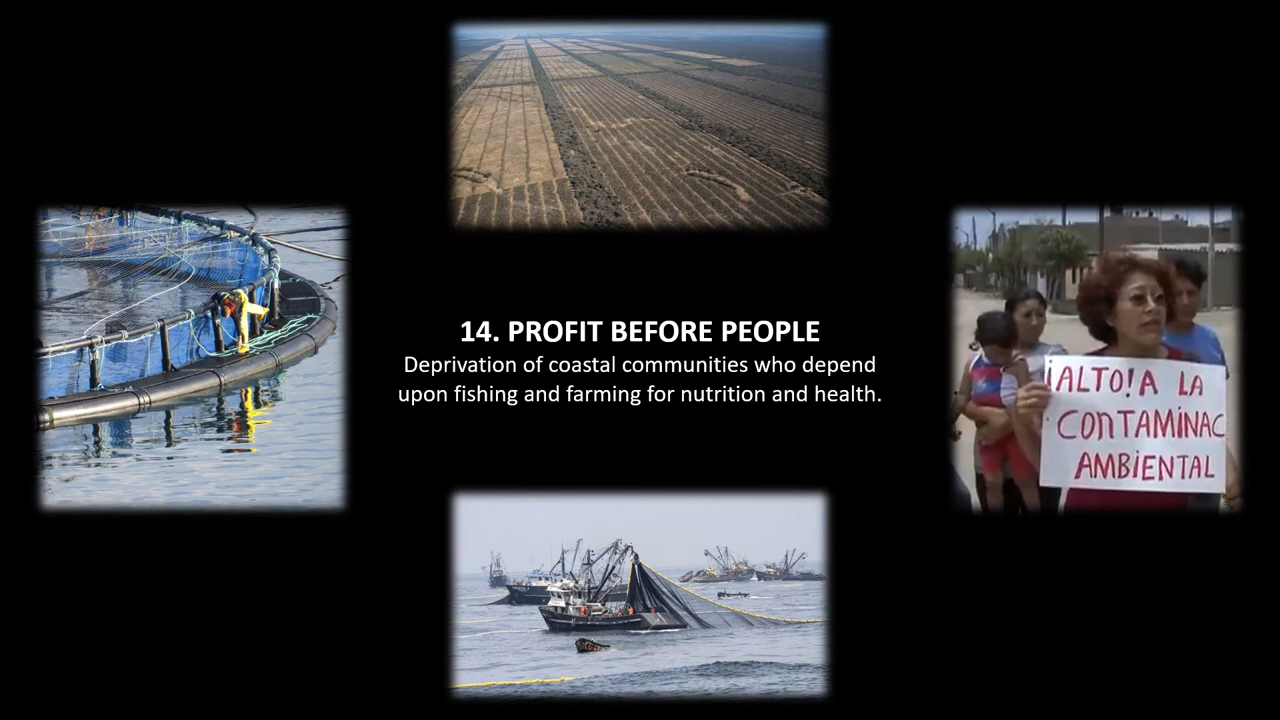 14. PROFIT BEFORE PEOPLE
Deprivation of coastal communities who depend
upon fishing and farming for nutrition and health.
¡ALTO! A LA
CONTAMINAC
AMBIENTAL